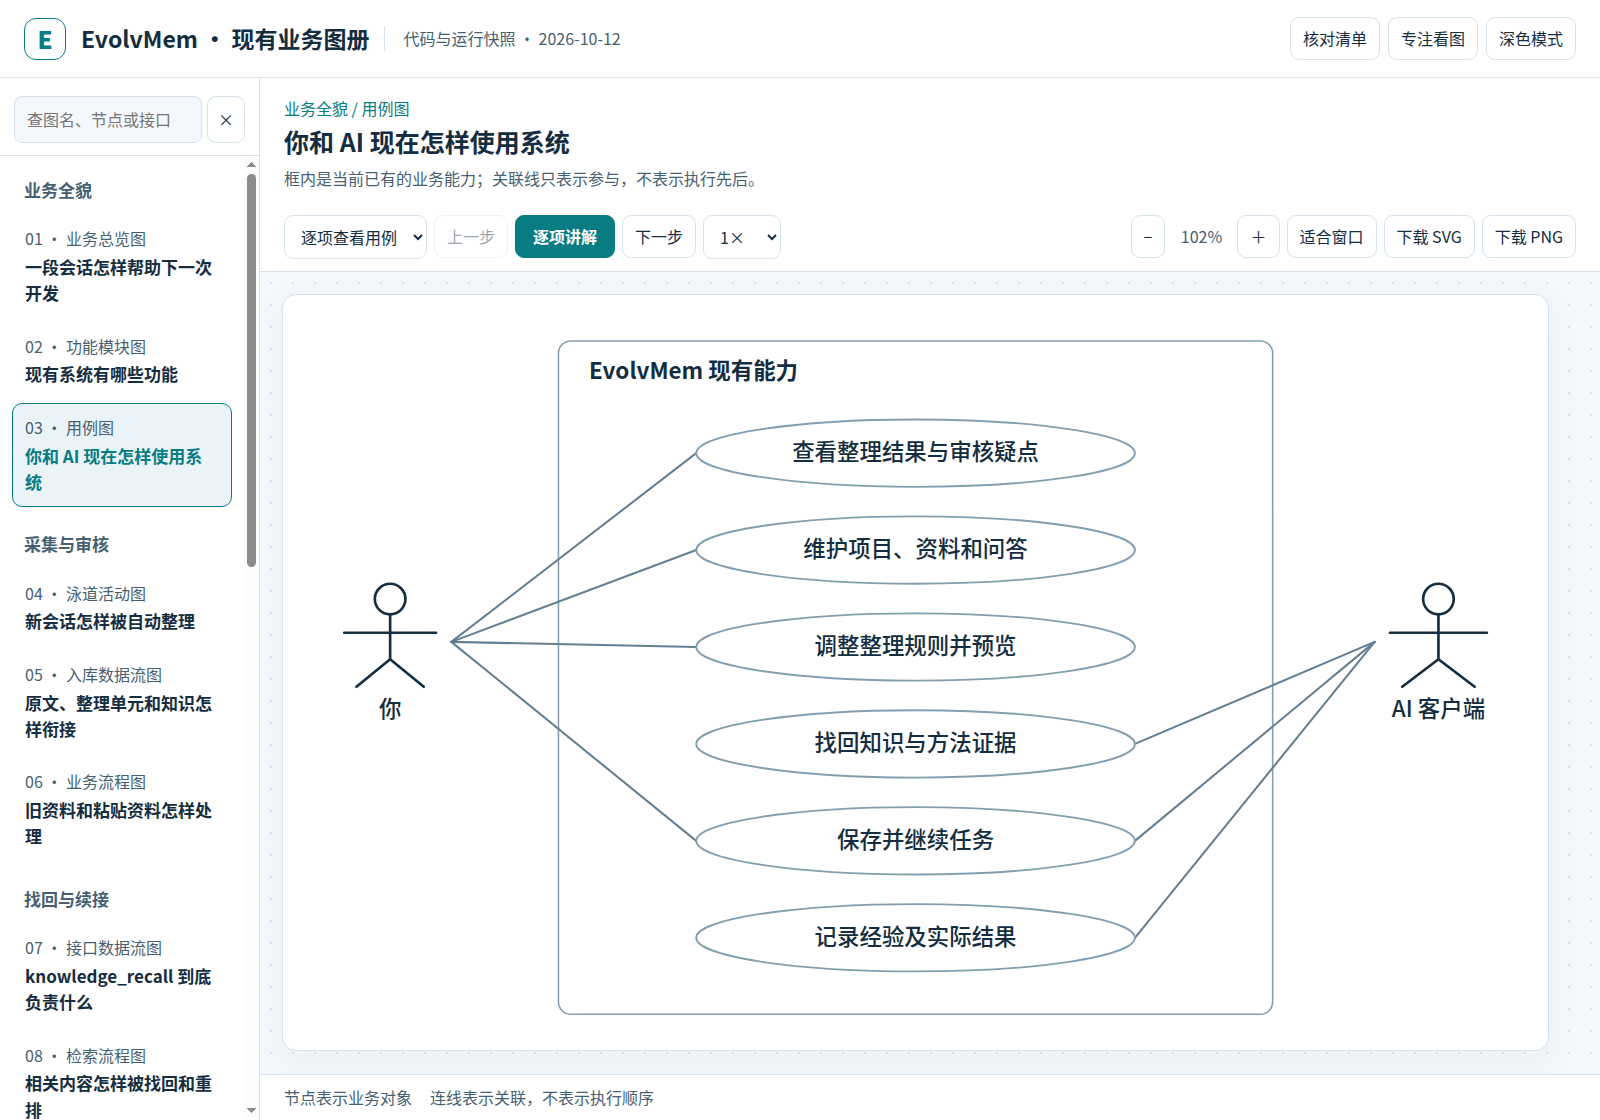 E
EvolvMem · 现有业务图册
代码与运行快照 · 2026-10-12
核对清单
专注看图
深色模式
查图名、节点或接口
×
业务全貌
01 · 业务总览图
一段会话怎样帮助下一次
开发
02 · 功能模块图
现有系统有哪些功能
03 · 用例图
你和 AI 现在怎样使用系
统
采集与审核
04 · 泳道活动图
新会话怎样被自动整理
05 · 入库数据流图
原文、整理单元和知识怎
样衔接
06 · 业务流程图
旧资料和粘贴资料怎样处
理
找回与续接
07 · 接口数据流图
knowledge_recall 到底
负责什么
08 · 检索流程图
相关内容怎样被找回和重
排
业务全貌 / 用例图
你和 AI 现在怎样使用系统
框内是当前已有的业务能力；关联线只表示参与，不表示执行先后。
逐项查看用例
上一步
逐项讲解
下一步
1×
−
102%
＋
适合窗口
下载 SVG
下载 PNG
EvolvMem 现有能力
查看整理结果与审核疑点
维护项目、资料和问答
调整整理规则并预览
找回知识与方法证据
保存并继续任务
记录经验及实际结果
你
AI 客户端
节点表示业务对象 连线表示关联，不表示执行顺序